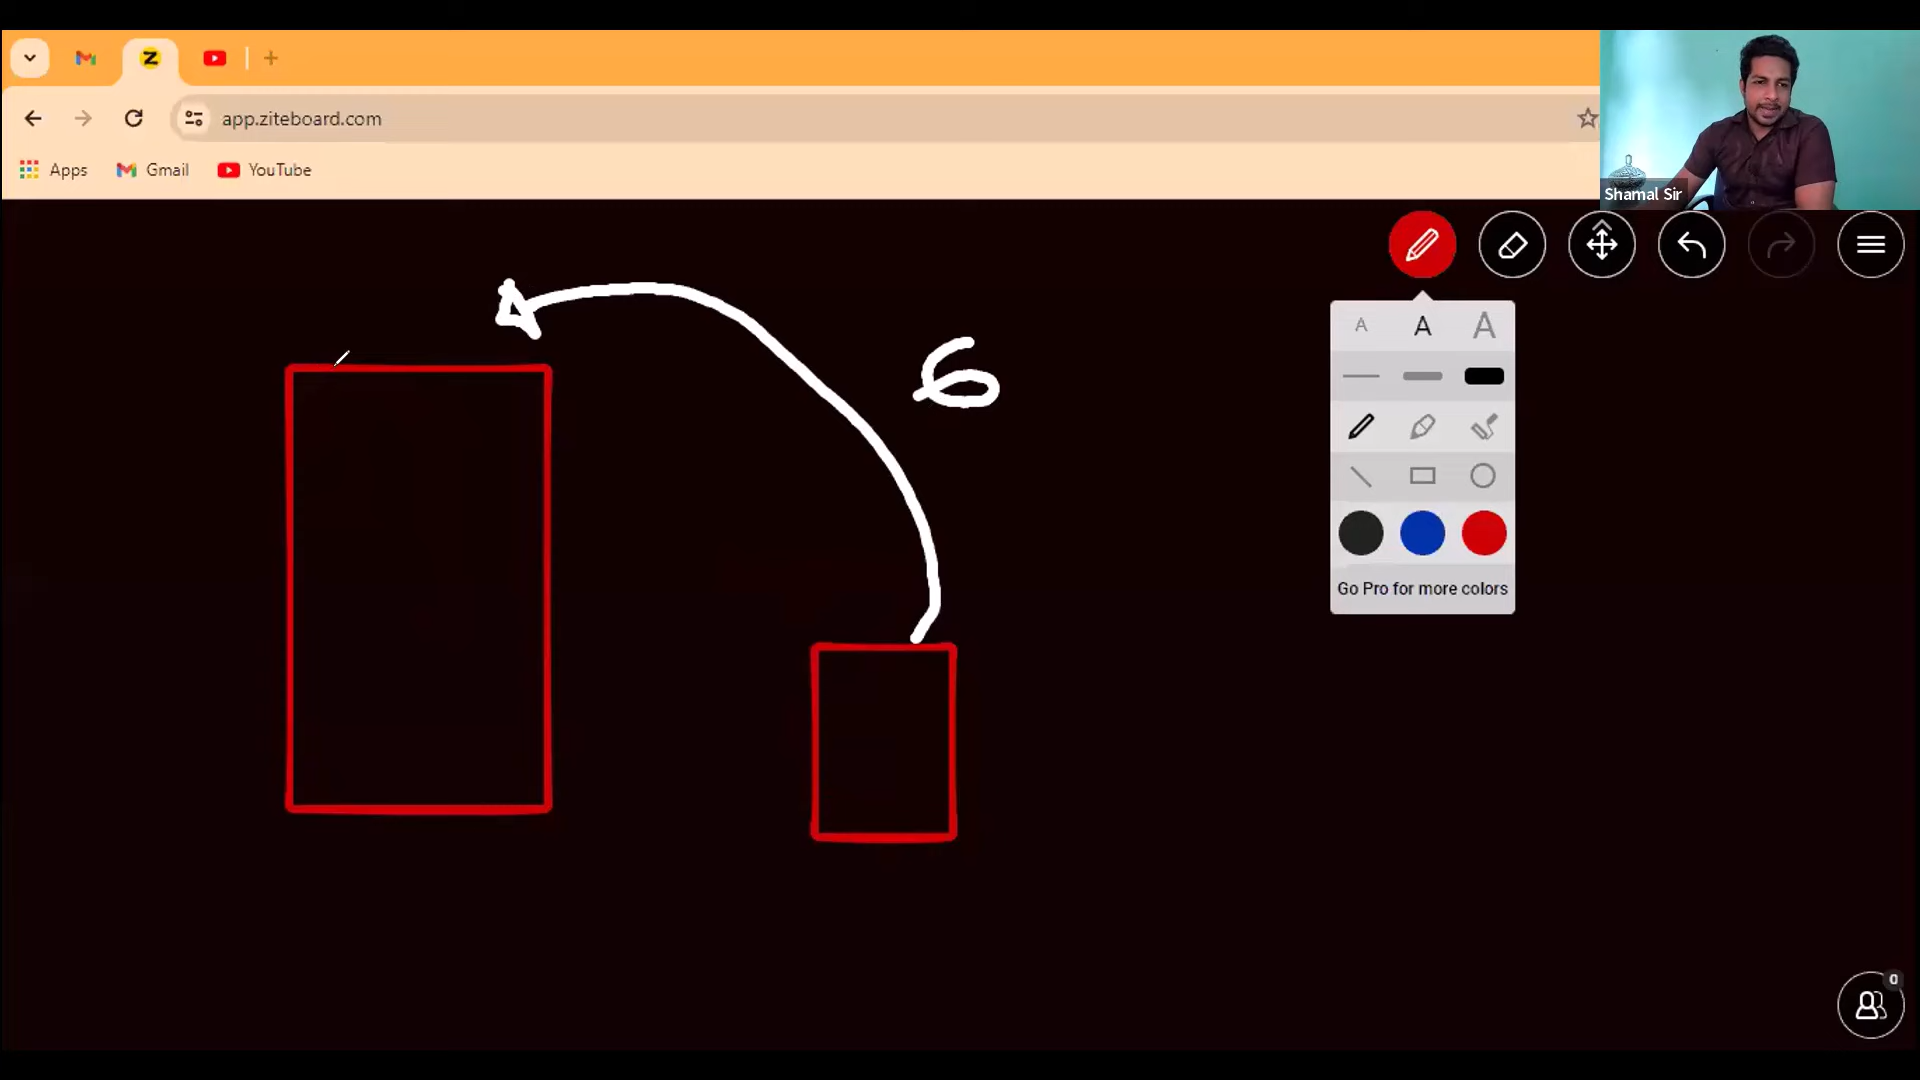 Z
app.ziteboard.com
Apps
Gmail
YouTube
Shamal Sir
A A A
Go Pro for more colors
6
0